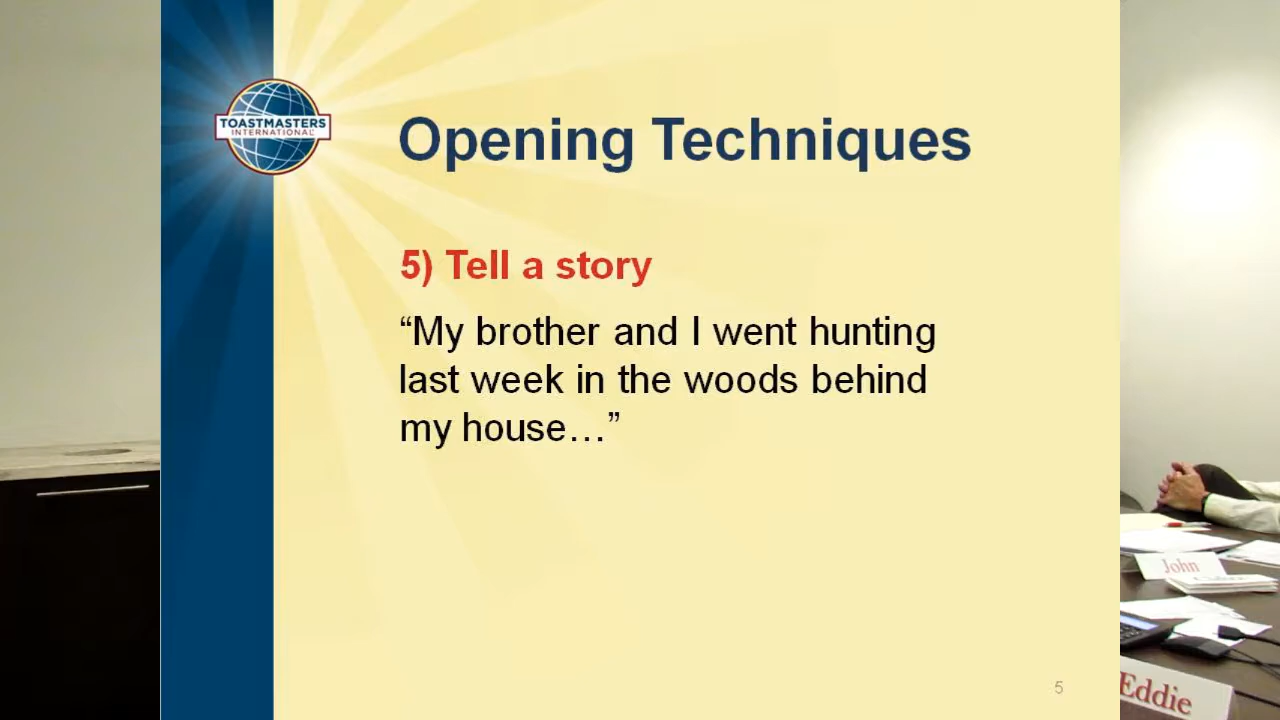 TOASTMASTERS
INTERNATIONAL
Opening Techniques
5) Tell a story
“My brother and I went hunting
last week in the woods behind
my house…”
5
John
Eddie